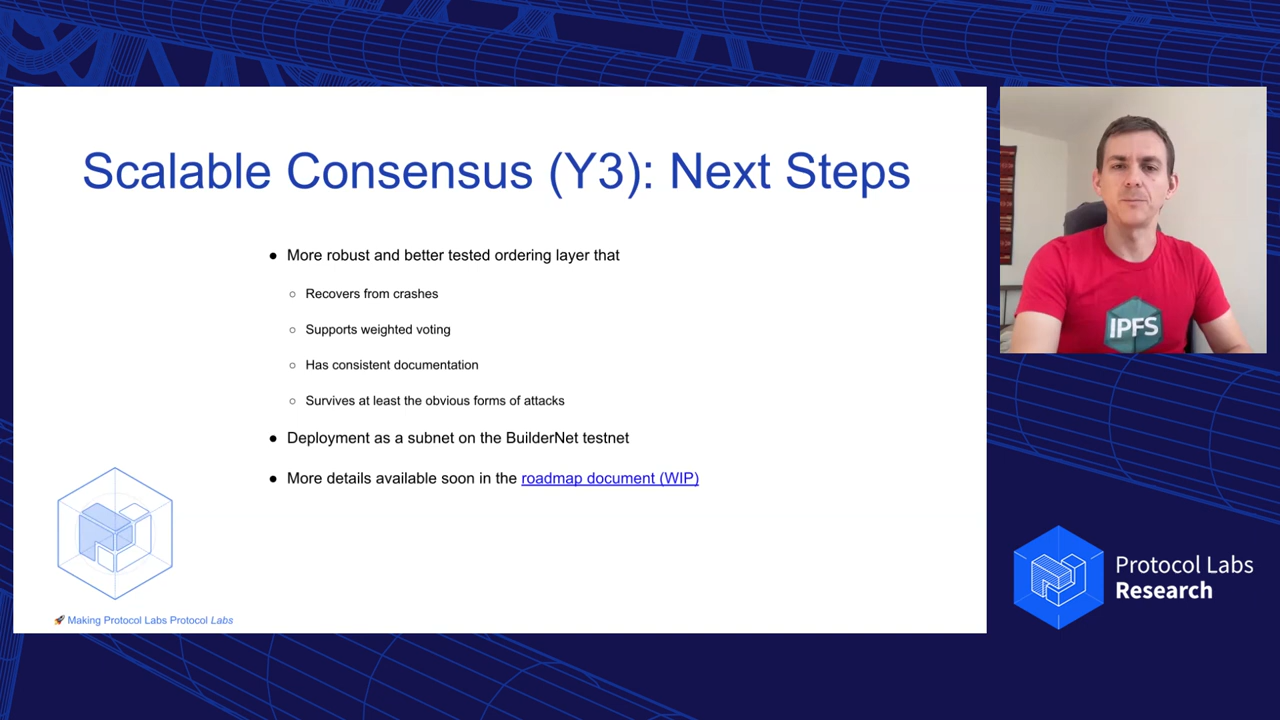 Scalable Consensus (Y3): Next Steps
● More robust and better tested ordering layer that
○ Recovers from crashes
○ Supports weighted voting
○ Has consistent documentation
○ Survives at least the obvious forms of attacks
● Deployment as a subnet on the BuilderNet testnet
● More details available soon in the roadmap document (WIP)
🚀 Making Protocol Labs Protocol Labs
IPFS
Protocol Labs
Research